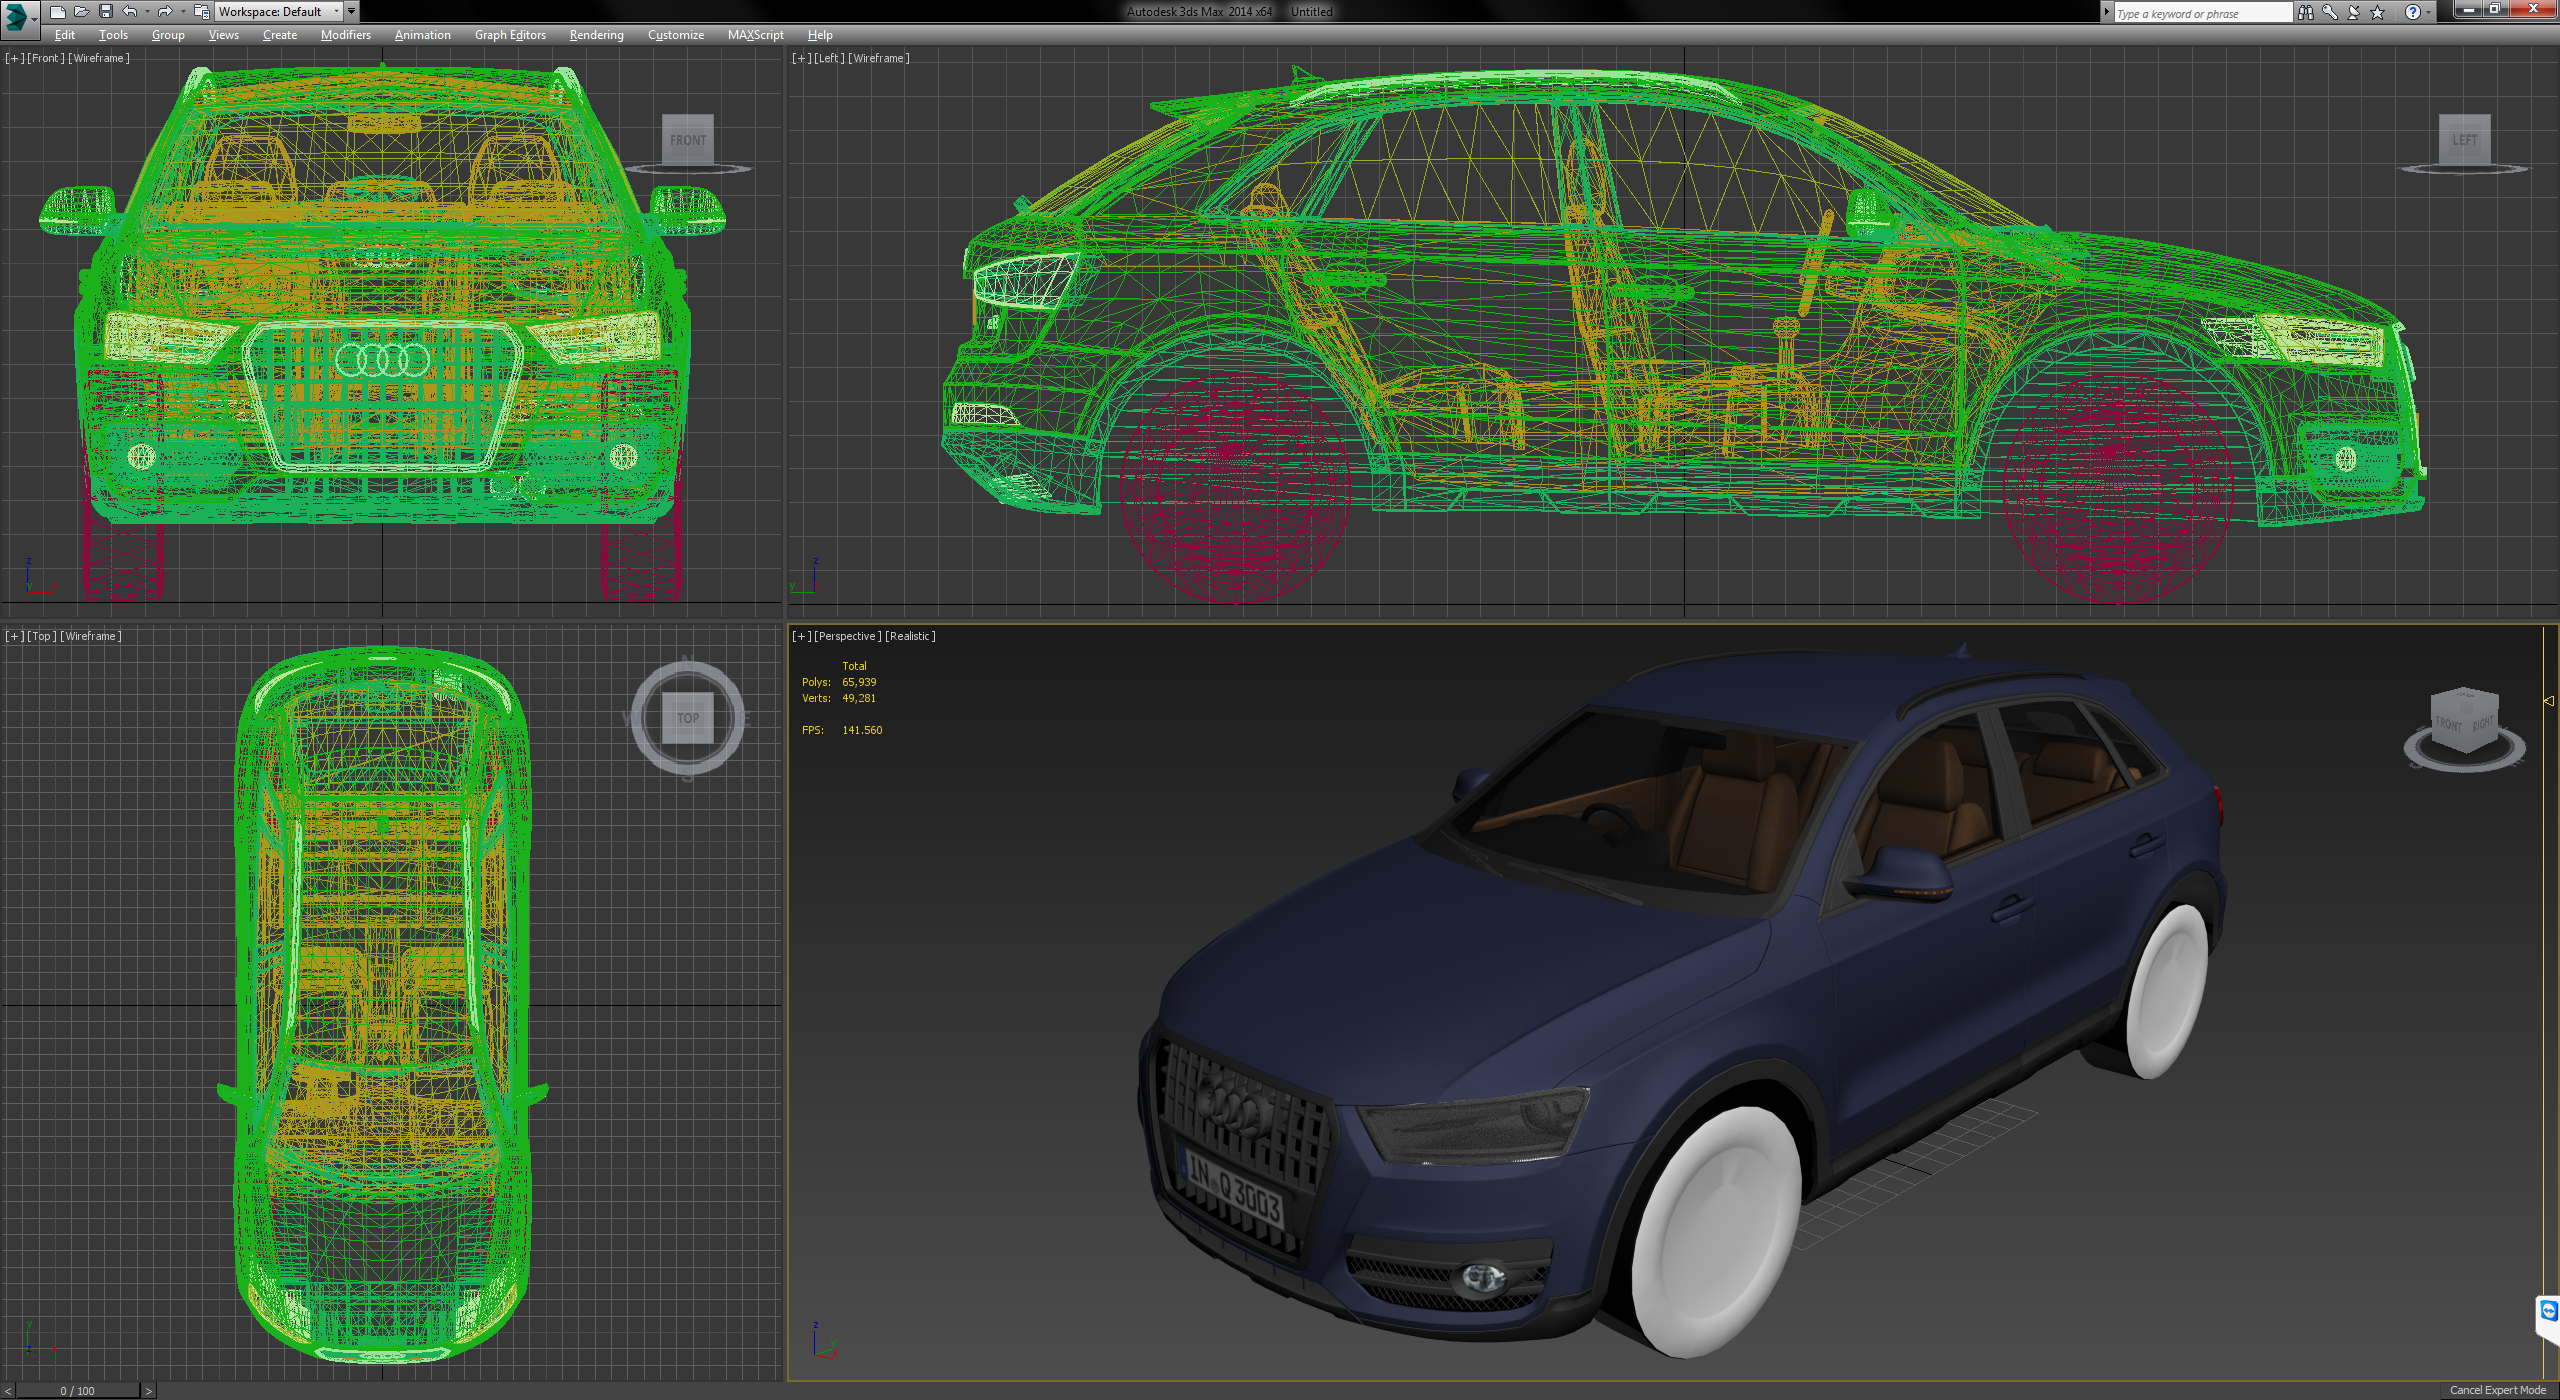 Workspace: Default
Autodesk 3ds Max 2014 x64 Untitled
Type a keyword or phrase
Edit Tools Group Views Create Modifiers Animation Graph Editors Rendering Customize MAXScript Help
[+] [Front] [Wireframe]
[+] [Left] [Wireframe]
FRONT
LEFT
z
y
z
y
[+] [Top] [Wireframe]
[+] [Perspective] [Realistic]
Total
Polys: 65,939
Verts: 49,281
FPS: 141.560
N
TOP
FRONT RIGHT
IN Q 3003
y
z
z
0 / 100
Cancel Expert Mode